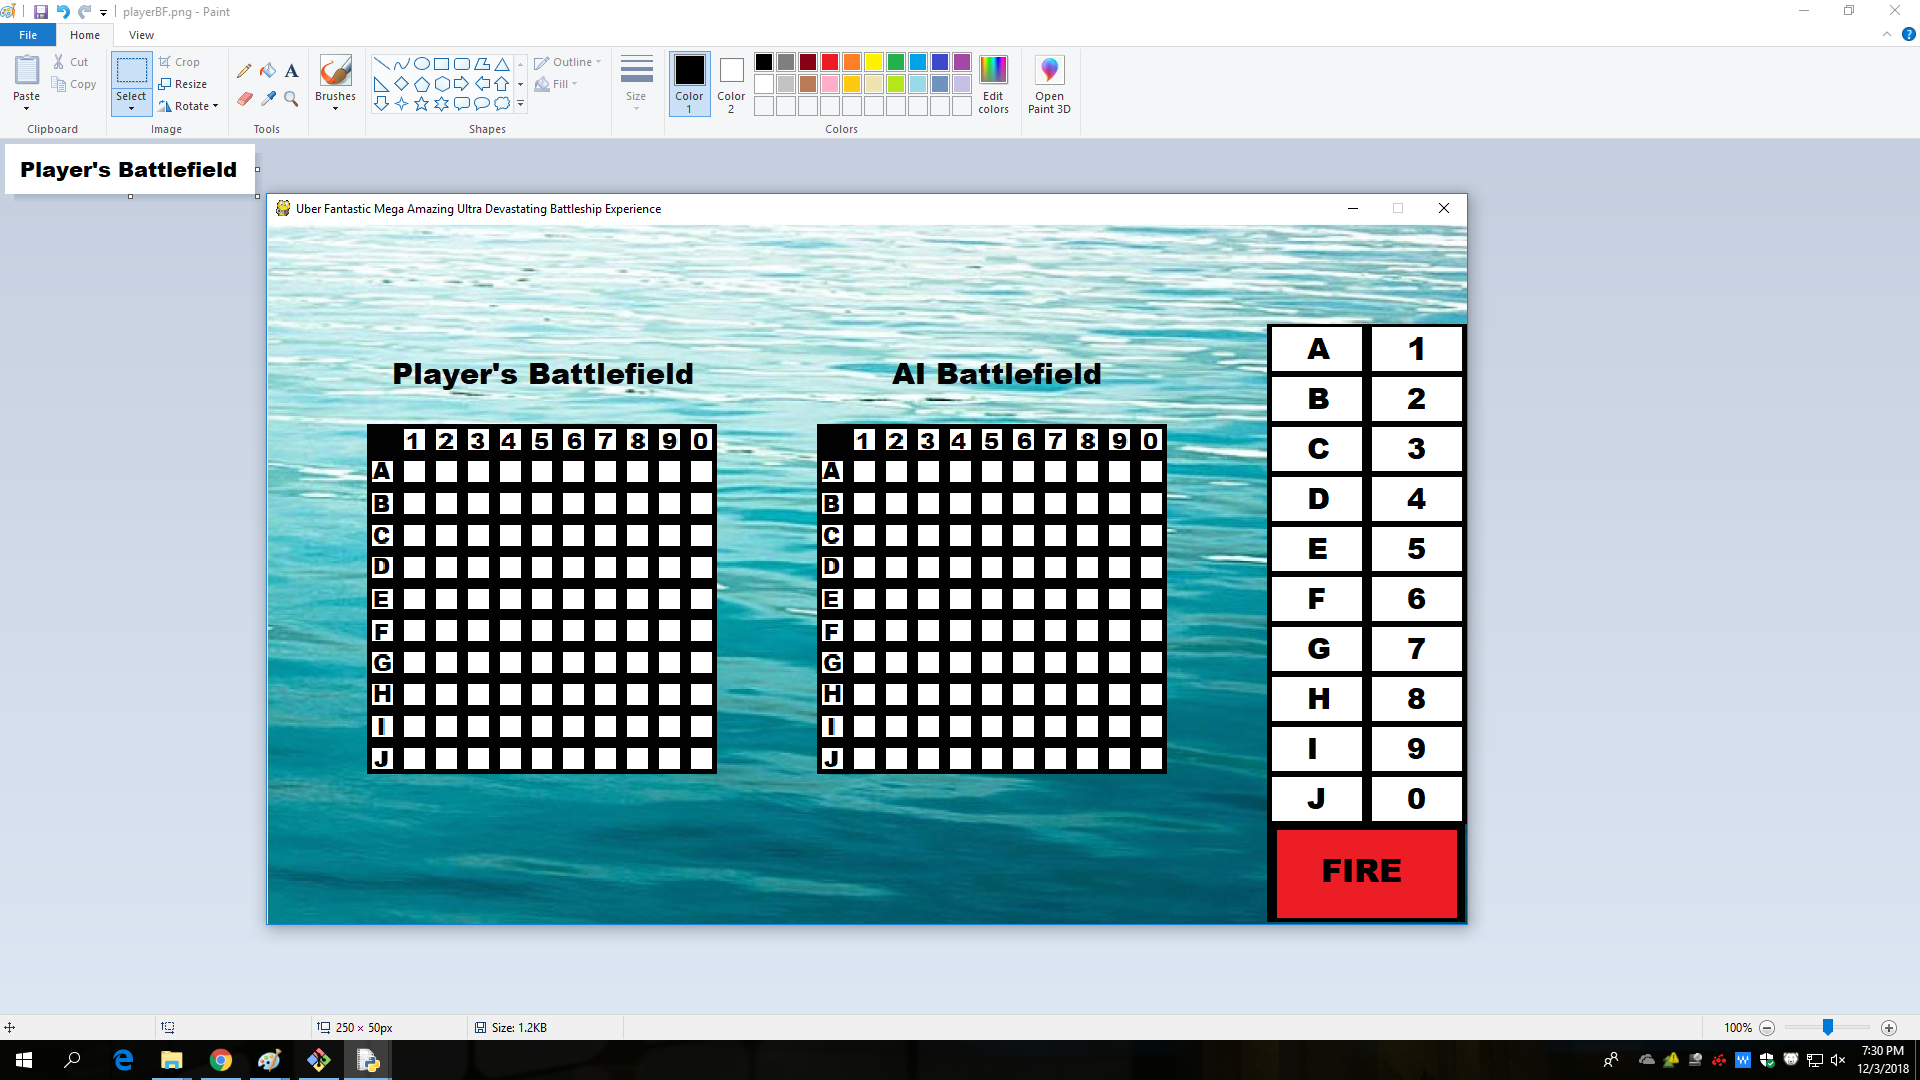 playerBF.png - Paint
File Home View
Paste Cut Copy
Select Crop Resize Rotate
Brushes
Outline Fill
Size
Color 1 Color 2
Edit colors
Open Paint 3D
Clipboard Image Tools Shapes Colors
Player's Battlefield
Uber Fantastic Mega Amazing Ultra Devastating Battleship Experience
Player's Battlefield
1 2 3 4 5 6 7 8 9 0
A
B
C
D
E
F
G
H
I
J
AI Battlefield
1 2 3 4 5 6 7 8 9 0
A
B
C
D
E
F
G
H
I
J
A 1
B 2
C 3
D 4
E 5
F 6
G 7
H 8
I 9
J 0
FIRE
250 × 50px Size: 1.2KB 100%
7:30 PM
12/3/2018